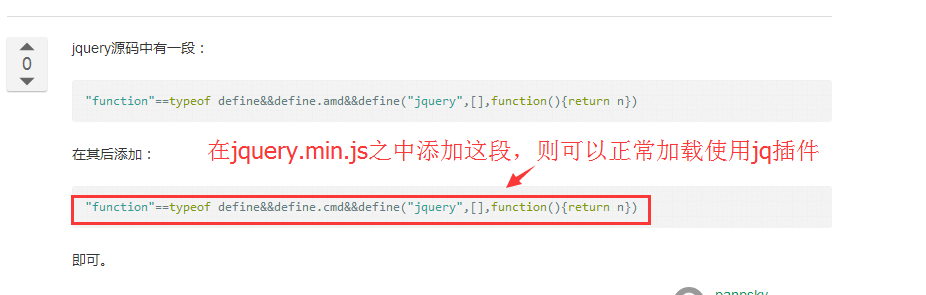 jquery源码中有一段：
0
"function"==typeof define&&define.amd&&define("jquery",[],function(){return n})
在其后添加：
在jquery.min.js之中添加这段，则可以正常加载使用jq插件
"function"==typeof define&&define.cmd&&define("jquery",[],function(){return n})
即可。